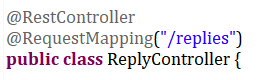 @RestController
@RequestMapping("/replies")
public class ReplyController {